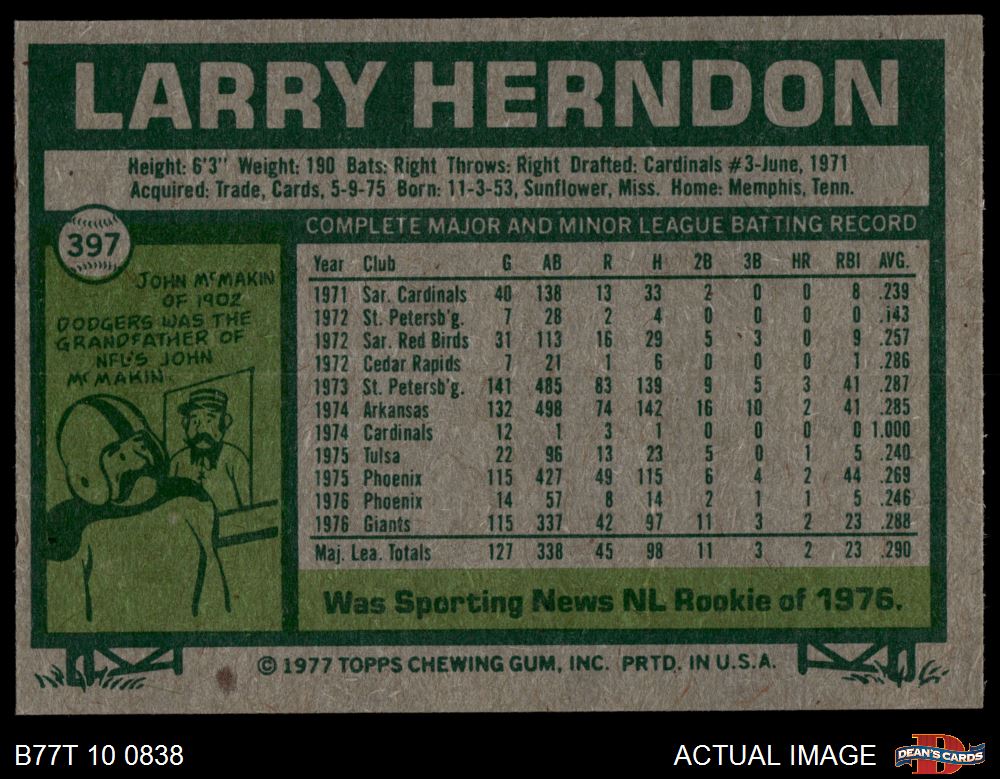 LARRY HERNDON
Height: 6'3" Weight: 190 Bats: Right Throws: Right Drafted: Cardinals #3-June, 1971
Acquired: Trade, Cards, 5-9-75 Born: 11-3-53, Sunflower, Miss. Home: Memphis, Tenn.
397
JOHN McMAKIN
OF 1902
DODGERS WAS THE
GRANDFATHER OF
NFL'S JOHN
McMAKIN.
COMPLETE MAJOR AND MINOR LEAGUE BATTING RECORD
Year Club G AB R H 2B 3B HR RBI AVG.
1971 Sar. Cardinals 40 138 13 33 2 0 0 8 .239
1972 St. Petersb'g. 7 28 2 4 0 0 0 0 .143
1972 Sar. Red Birds 31 113 16 29 5 3 0 9 .257
1972 Cedar Rapids 7 21 1 6 0 0 0 1 .286
1973 St. Petersb'g. 141 485 83 139 9 5 3 41 .287
1974 Arkansas 132 498 74 142 16 10 2 41 .285
1974 Cardinals 12 1 3 1 0 0 0 0 1.000
1975 Tulsa 22 96 13 23 5 0 1 5 .240
1975 Phoenix 115 427 49 115 6 4 2 44 .269
1976 Phoenix 14 57 8 14 2 1 1 5 .246
1976 Giants 115 337 42 97 11 3 2 23 .288
Maj. Lea. Totals 127 338 45 98 11 3 2 23 .290
Was Sporting News NL Rookie of 1976.
© 1977 TOPPS CHEWING GUM, INC. PRTD. IN U.S.A.
B77T 10 0838
ACTUAL IMAGE
DEAN'S CARDS